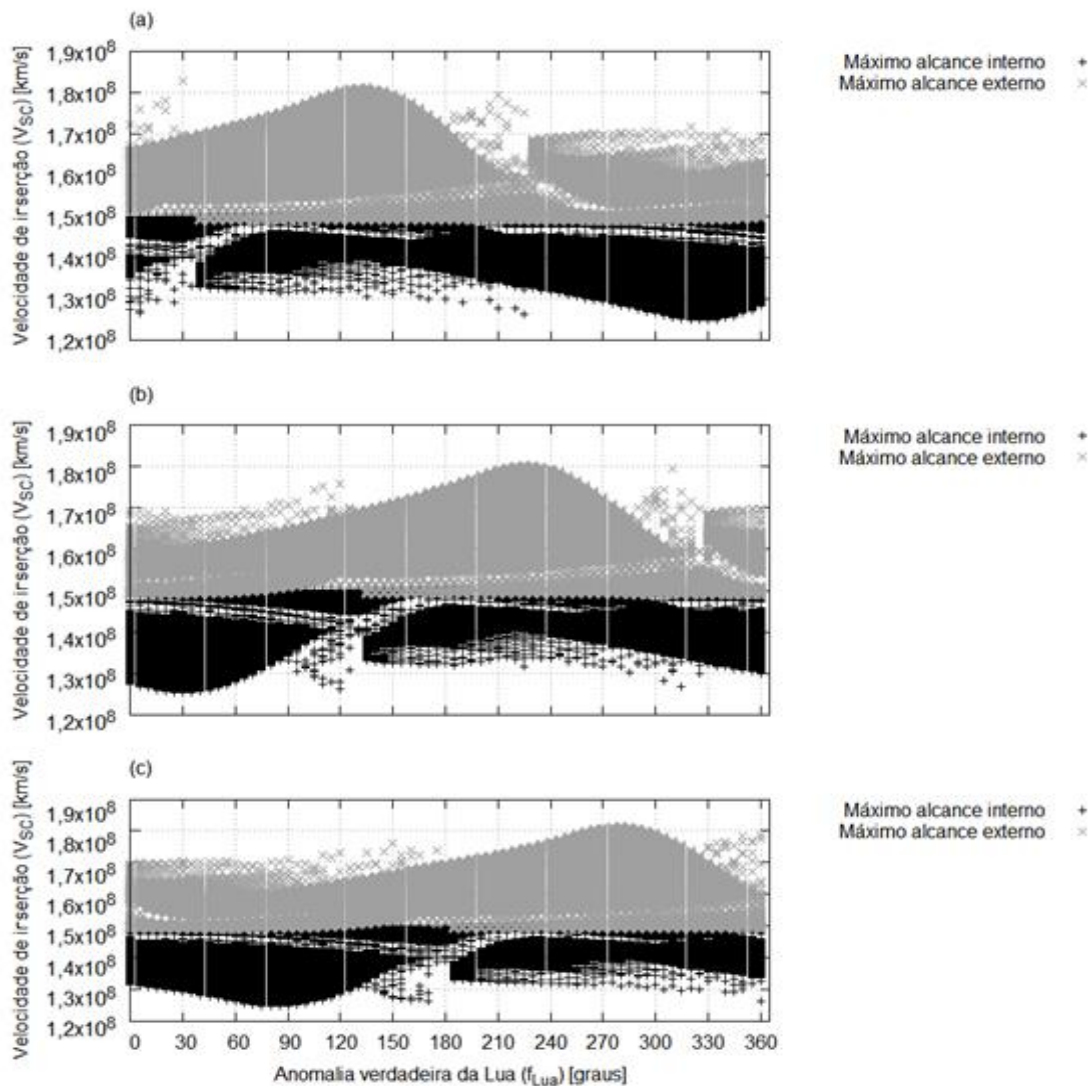 (a)
Velocidade de inserção (V_SC) [km/s]
1,9x10⁸
1,8x10⁸
1,7x10⁸
1,6x10⁸
1,5x10⁸
1,4x10⁸
1,3x10⁸
1,2x10⁸
Máximo alcance interno +
Máximo alcance externo ×
(b)
Velocidade de inserção (V_SC) [km/s]
1,9x10⁸
1,8x10⁸
1,7x10⁸
1,6x10⁸
1,5x10⁸
1,4x10⁸
1,3x10⁸
1,2x10⁸
Máximo alcance interno +
Máximo alcance externo ×
(c)
Velocidade de inserção (V_SC) [km/s]
1,9x10⁸
1,8x10⁸
1,7x10⁸
1,6x10⁸
1,5x10⁸
1,4x10⁸
1,3x10⁸
1,2x10⁸
Máximo alcance interno +
Máximo alcance externo ×
0 30 60 90 120 150 180 210 240 270 300 330 360
Anomalia verdadeira da Lua (f_Lua) [graus]